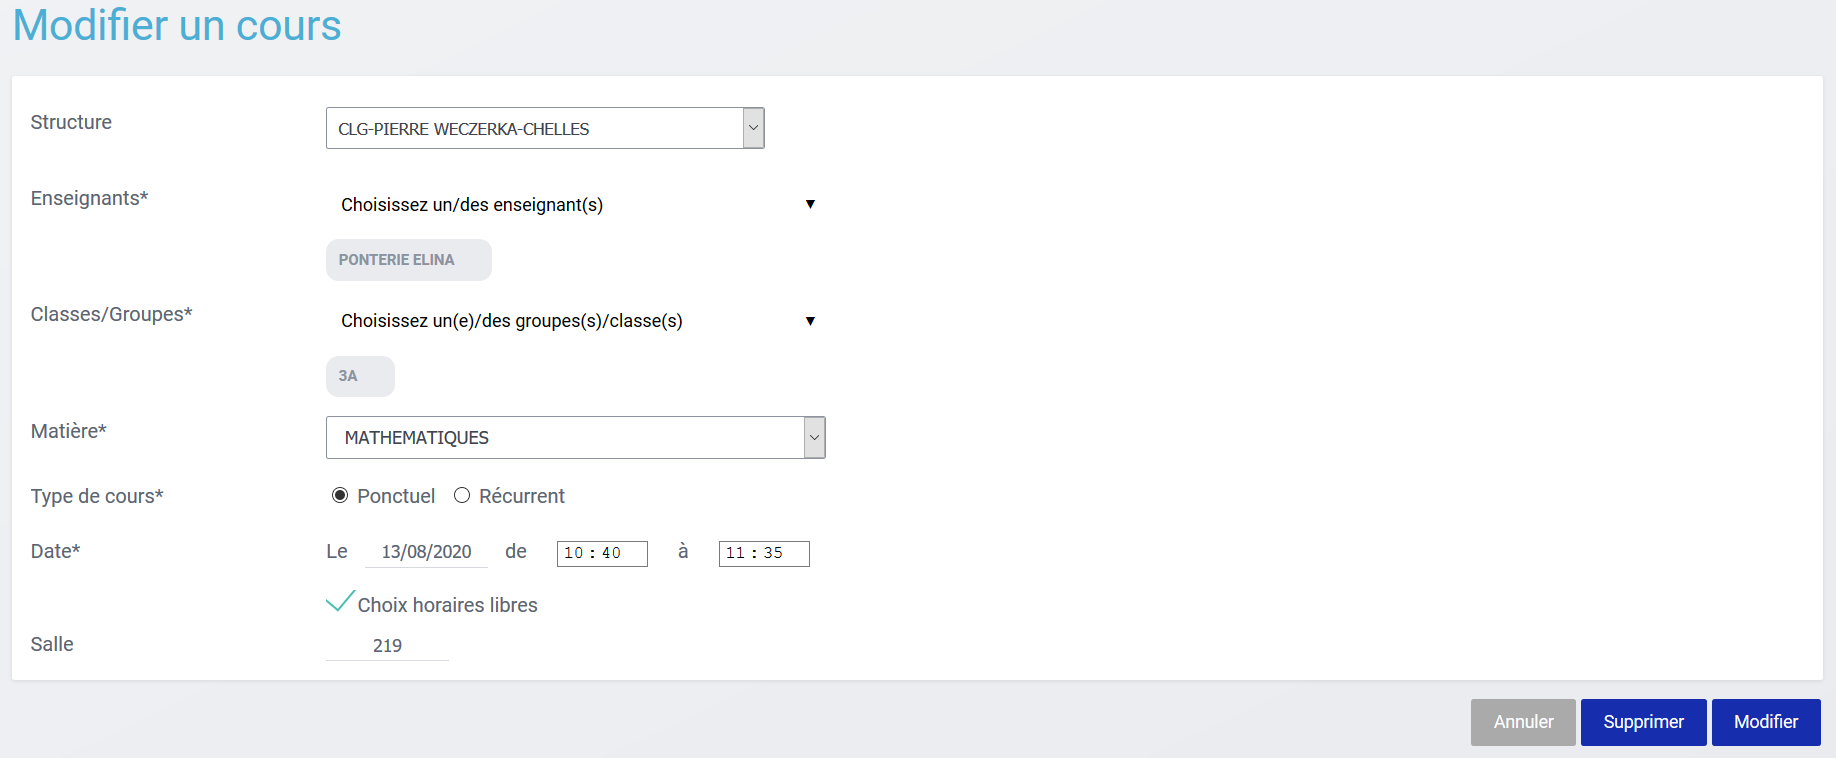 Modifier un cours
Structure
CLG-PIERRE WECZERKA-CHELLES
Enseignants*
Choisissez un/des enseignant(s)
PONTERIE ELINA
Classes/Groupes*
Choisissez un(e)/des groupes(s)/classe(s)
3A
Matière*
MATHEMATIQUES
Type de cours*
Ponctuel Récurrent
Date*
Le 13/08/2020 de 10 : 40 à 11 : 35
Choix horaires libres
Salle
219
Annuler Supprimer Modifier